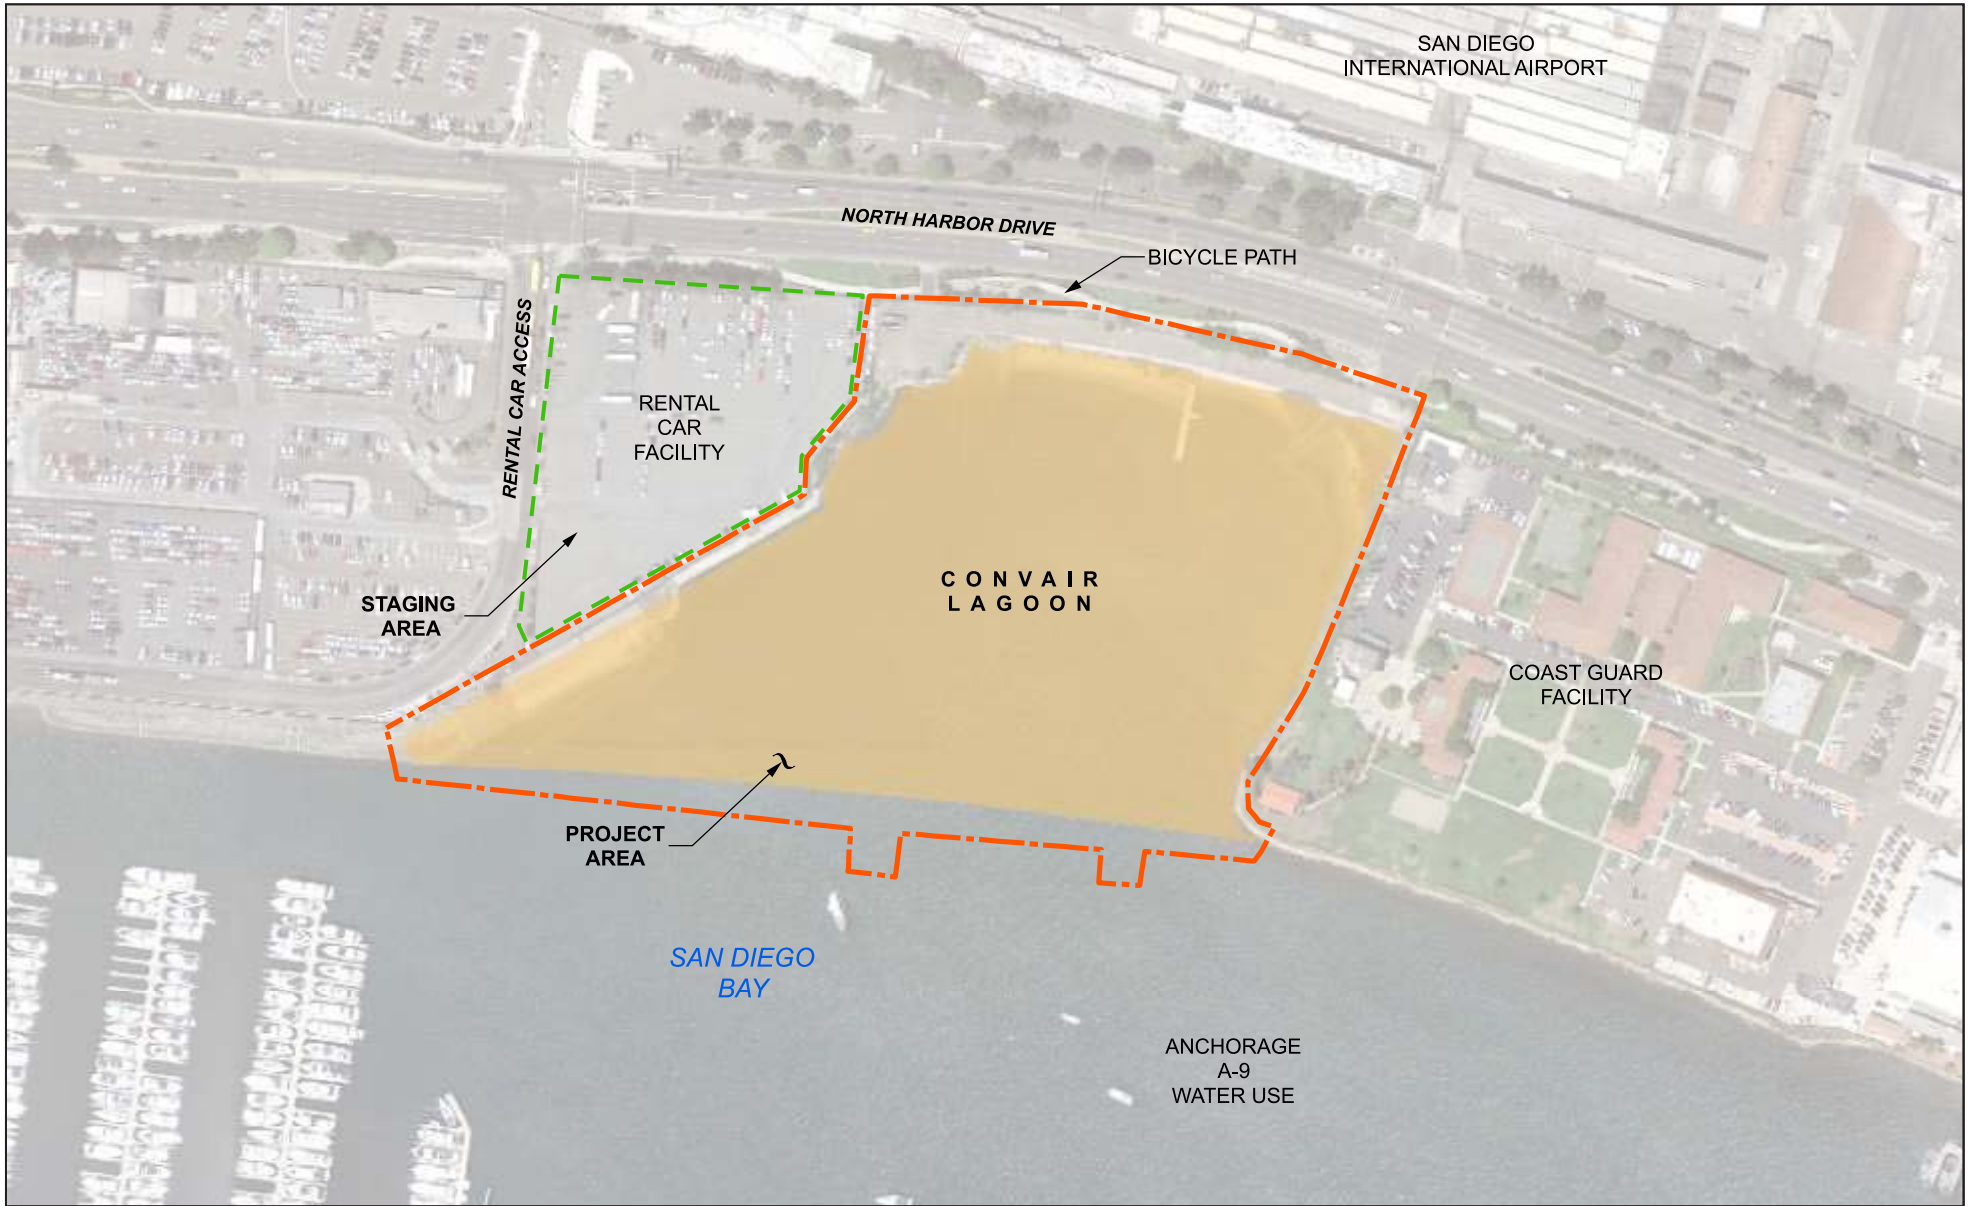 SAN DIEGO
INTERNATIONAL AIRPORT
NORTH HARBOR DRIVE
BICYCLE PATH
RENTAL CAR ACCESS
RENTAL
CAR
FACILITY
CONVAIR
LAGOON
STAGING
AREA
COAST GUARD
FACILITY
PROJECT
AREA
SAN DIEGO
BAY
ANCHORAGE
A-9
WATER USE